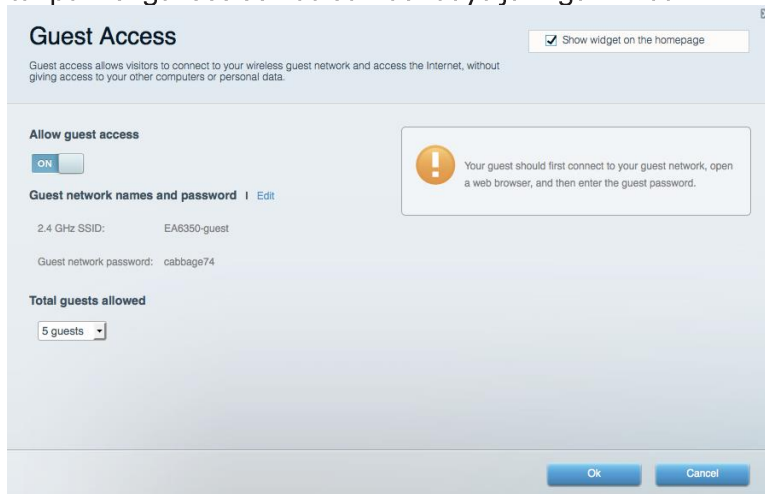 Guest Access
Show widget on the homepage
Guest access allows visitors to connect to your wireless guest network and access the Internet, without
giving access to your other computers or personal data.
Allow guest access
ON
Your guest should first connect to your guest network, open
a web browser, and then enter the guest password.
Guest network names and password | Edit
2.4 GHz SSID: EA6350-guest
Guest network password: cabbage74
Total guests allowed
5 guests
Ok Cancel